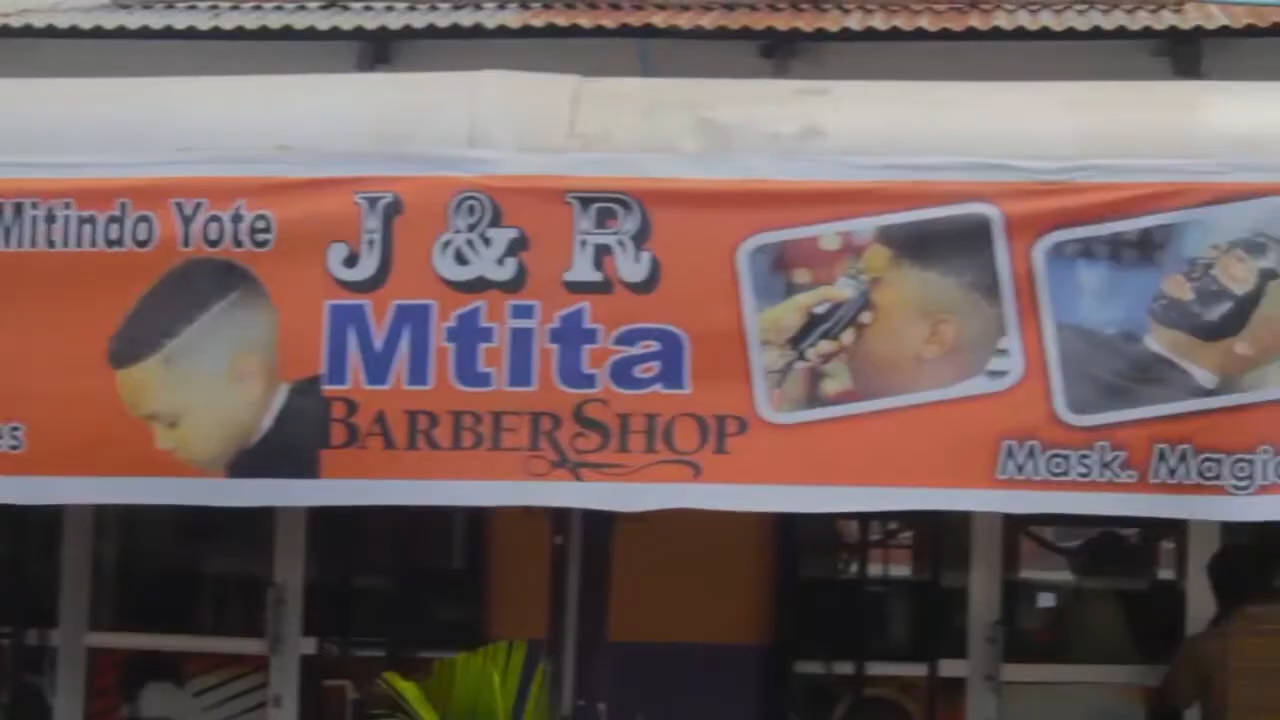 Mitindo Yote
J & R
Mtita
BARBERSHOP
Mask. Magic